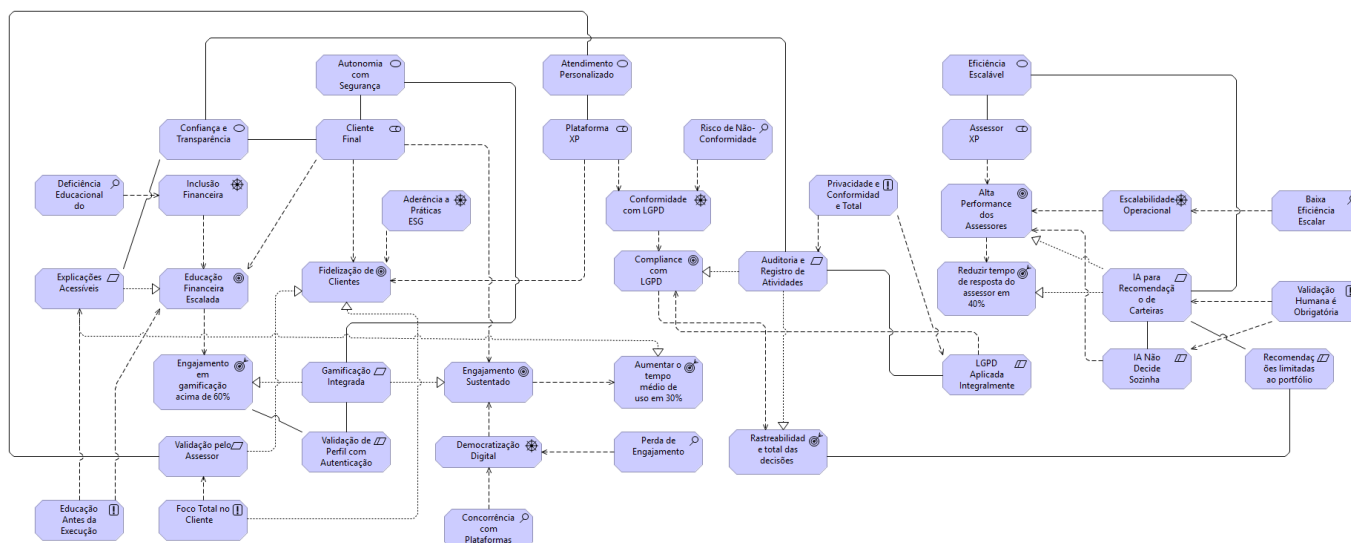 Autonomia
com
Segurança
Atendimento
Personalizado
Eficiência
Escalável
Confiança e
Transparência
Cliente
Final
Plataforma
XP
Risco de Não-
Conformidade
Assessor
XP
Deficiência
Educacional
do
Inclusão
Financeira
Aderência a
Práticas
ESG
Conformidade
com LGPD
Privacidade e
Conformidad
e Total
Alta
Performance
dos
Assessores
Escalabilidade
Operacional
Baixa
Eficiência
Escalar
Explicações
Acessíveis
Educação
Financeira
Escalada
Fidelização de
Clientes
Compliance
com
LGPD
Auditoria e
Registro de
Atividades
Reduzir tempo
de resposta do
assessor em
40%
IA para
Recomendaçã
o de
Carteiras
Validação
Humana é
Obrigatória
Engajamento
em
gamificação
acima de 60%
Gamificação
Integrada
Engajamento
Sustentado
Aumentar o
tempo
médio de
uso em 30%
LGPD
Aplicada
Integralmente
IA Não
Decide
Sozinha
Recomendaç
ões limitadas
ao portfólio
Validação pelo
Assessor
Validação de
Perfil com
Autenticação
Democratização
Digital
Perda de
Engajamento
Rastreabilidad
e total das
decisões
Educação
Antes da
Execução
Foco Total no
Cliente
Concorrência
com
Plataformas